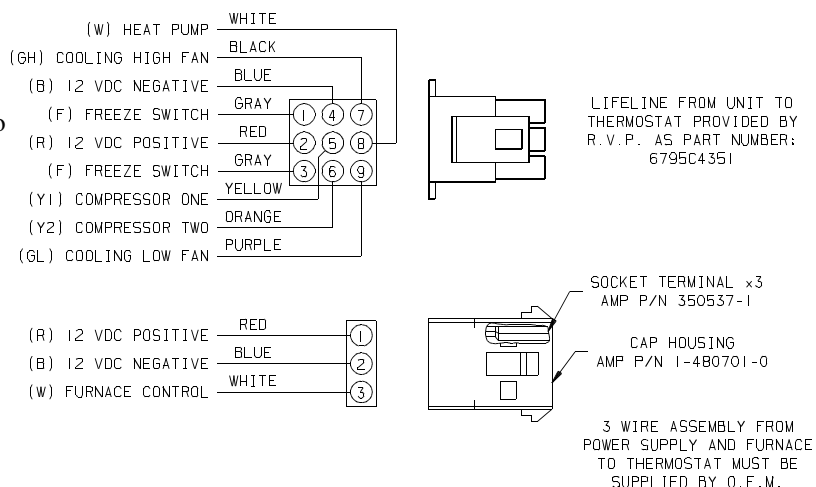 (W) HEAT PUMP WHITE
(GH) COOLING HIGH FAN BLACK
(B) 12 VDC NEGATIVE BLUE
(F) FREEZE SWITCH GRAY
(R) 12 VDC POSITIVE RED
(F) FREEZE SWITCH GRAY
(Y1) COMPRESSOR ONE YELLOW
(Y2) COMPRESSOR TWO ORANGE
(GL) COOLING LOW FAN PURPLE
1 4 7
2 5 8
3 6 9
o
LIFELINE FROM UNIT TO
THERMOSTAT PROVIDED BY
R.V.P. AS PART NUMBER:
6795C4351
(R) 12 VDC POSITIVE RED 1
(B) 12 VDC NEGATIVE BLUE 2
(W) FURNACE CONTROL WHITE 3
SOCKET TERMINAL x3
AMP P/N 350537-1
CAP HOUSING
AMP P/N 1-480701-0
3 WIRE ASSEMBLY FROM
POWER SUPPLY AND FURNACE
TO THERMOSTAT MUST BE
SUPPLIED BY O.E.M.